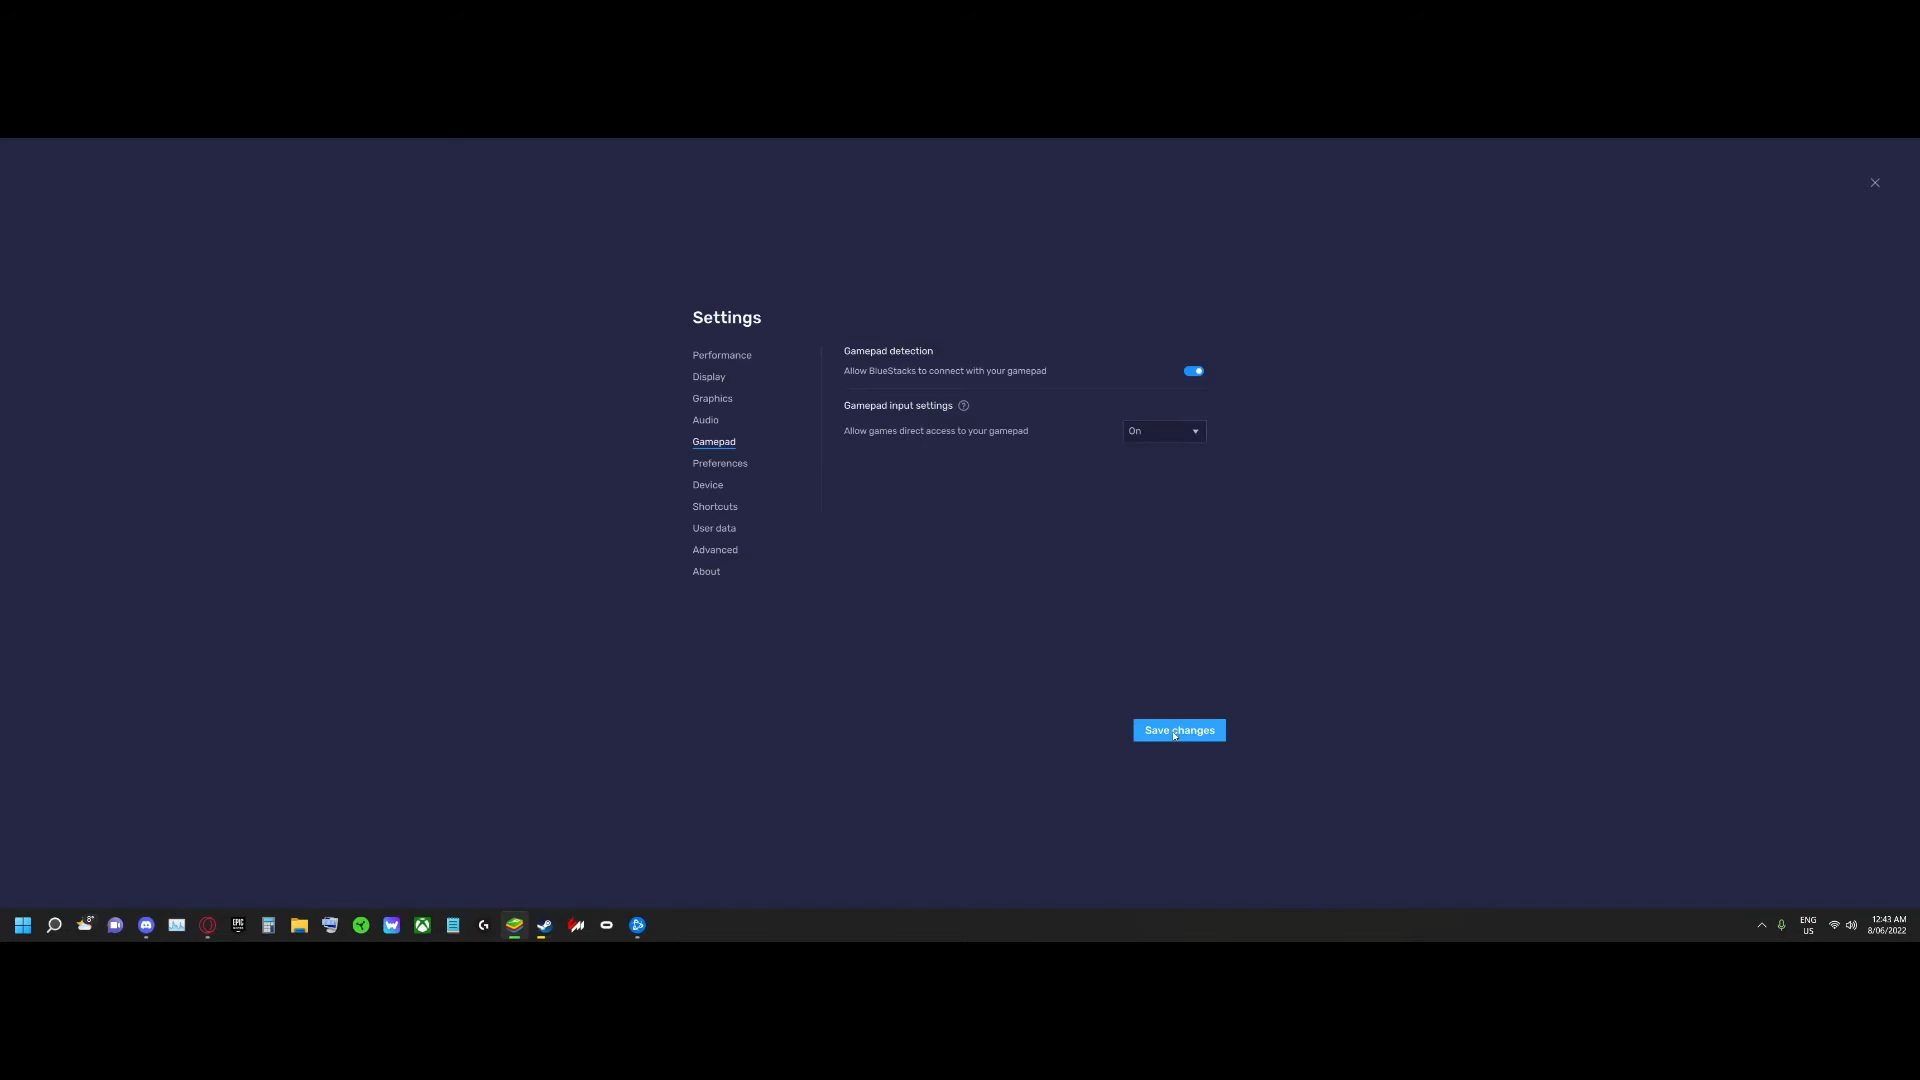 Settings
Performance
Display
Graphics
Audio
Gamepad
Preferences
Device
Shortcuts
User data
Advanced
About
Gamepad detection
Allow BlueStacks to connect with your gamepad
Gamepad input settings ?
Allow games direct access to your gamepad
On
Save changes
8°
EPIC
ENG
US
12:43 AM
8/06/2022